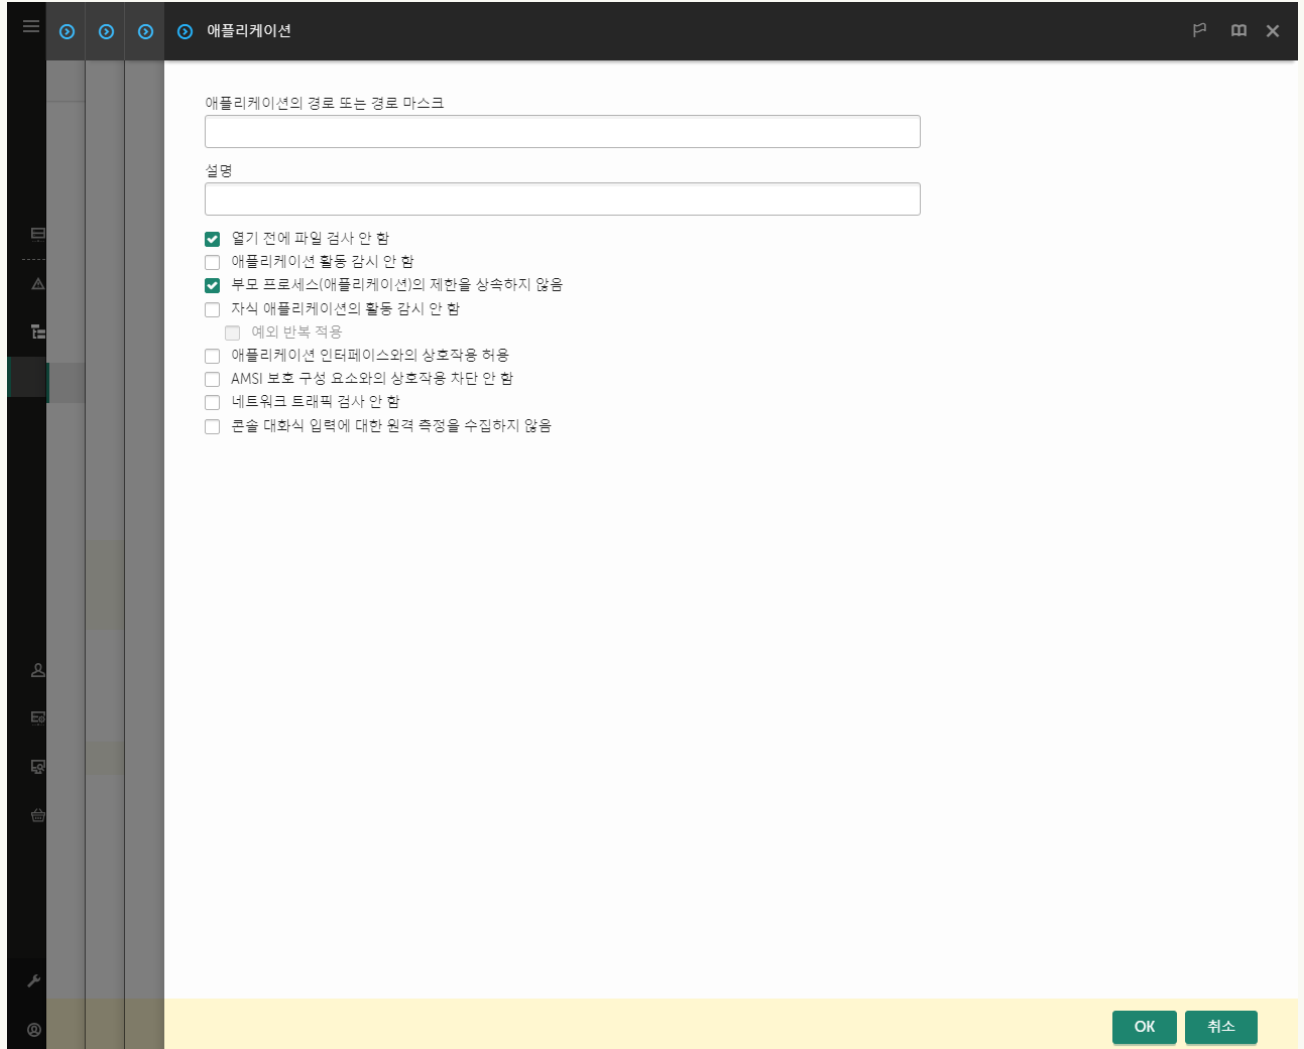 애플리케이션
애플리케이션의 경로 또는 경로 마스크
설명
열기 전에 파일 검사 안 함
애플리케이션 활동 감시 안 함
부모 프로세스(애플리케이션)의 제한을 상속하지 않음
자식 애플리케이션의 활동 감시 안 함
예외 반복 적용
애플리케이션 인터페이스와의 상호작용 허용
AMSI 보호 구성 요소와의 상호작용 차단 안 함
네트워크 트래픽 검사 안 함
콘솔 대화식 입력에 대한 원격 측정을 수집하지 않음
OK 취소